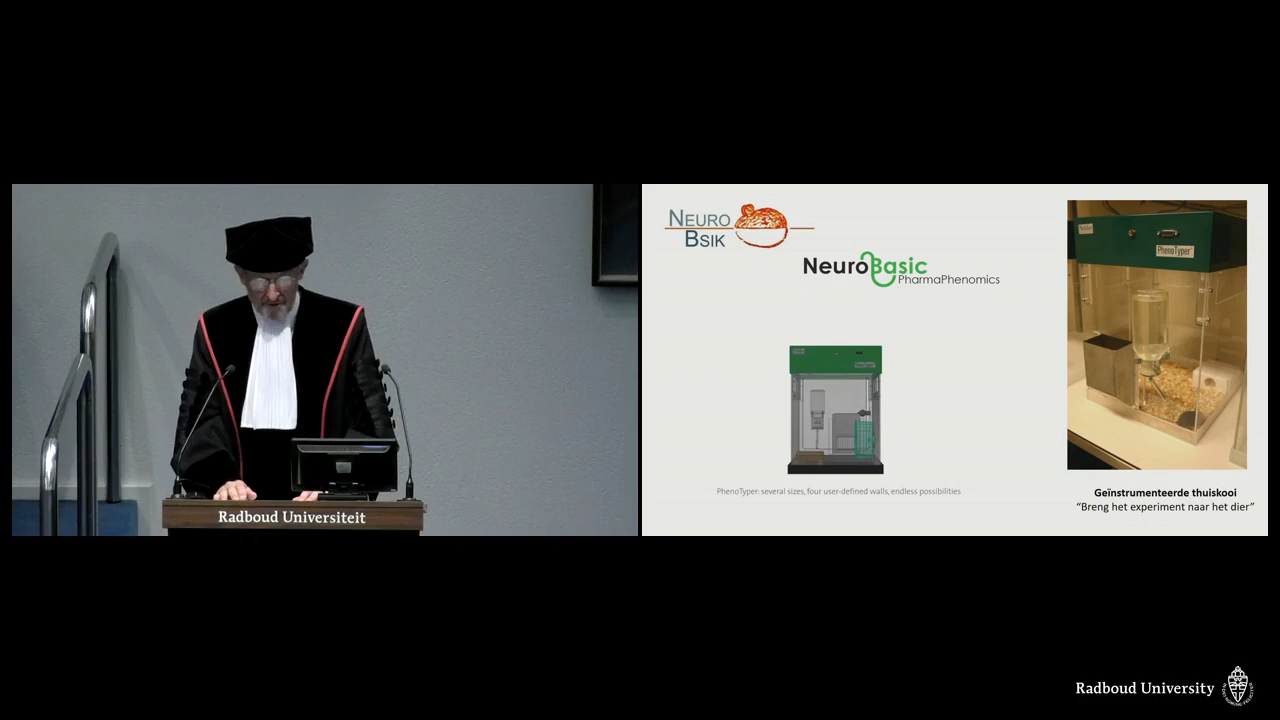 Radboud Universiteit
NEURO
BSIK
NeuroBasic
PharmaPhenomics
PhenoTyper
PhenoTyper: several sizes, four user-defined walls, endless possibilities
Geïnstrumenteerde thuiskooi
“Breng het experiment naar het dier”
Radboud University